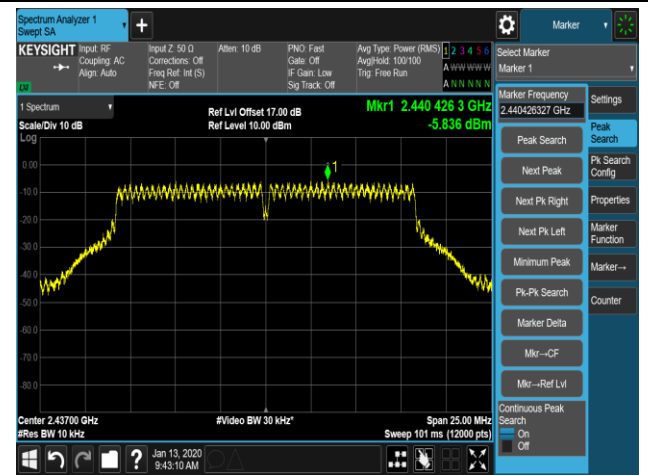 Spectrum Analyzer 1
Swept SA
Marker
KEYSIGHT
Input: RF
Coupling: AC
Align: Auto
Input Z: 50 Ω
Corrections: Off
Freq Ref: Int (S)
NFE: Off
Atten: 10 dB
PNO: Fast
Gate: Off
IF Gain: Low
Sig Track: Off
Avg Type: Power (RMS)
Avg|Hold: 100/100
Trig: Free Run
1 2 3 4 5 6
A W W W W W
A N N N N N
Select Marker
Marker 1
1 Spectrum
Scale/Div 10 dB
Log
Ref Lvl Offset 17.00 dB
Ref Level 10.00 dBm
Mkr1 2.440 426 3 GHz
-5.836 dBm
1
0.00
-10.0
-20.0
-30.0
-40.0
-50.0
-60.0
-70.0
-80.0
Center 2.43700 GHz
#Res BW 10 kHz
#Video BW 30 kHz*
Span 25.00 MHz
Sweep 101 ms (12000 pts)
Marker Frequency
2.440426327 GHz
Peak Search
Next Peak
Next Pk Right
Next Pk Left
Minimum Peak
Pk-Pk Search
Marker Delta
Mkr→CF
Mkr→Ref Lvl
Continuous Peak
Search
On
Off
Settings
Peak
Search
Pk Search
Config
Properties
Marker
Function
Marker→
Counter
?
Jan 13, 2020
9:43:10 AM